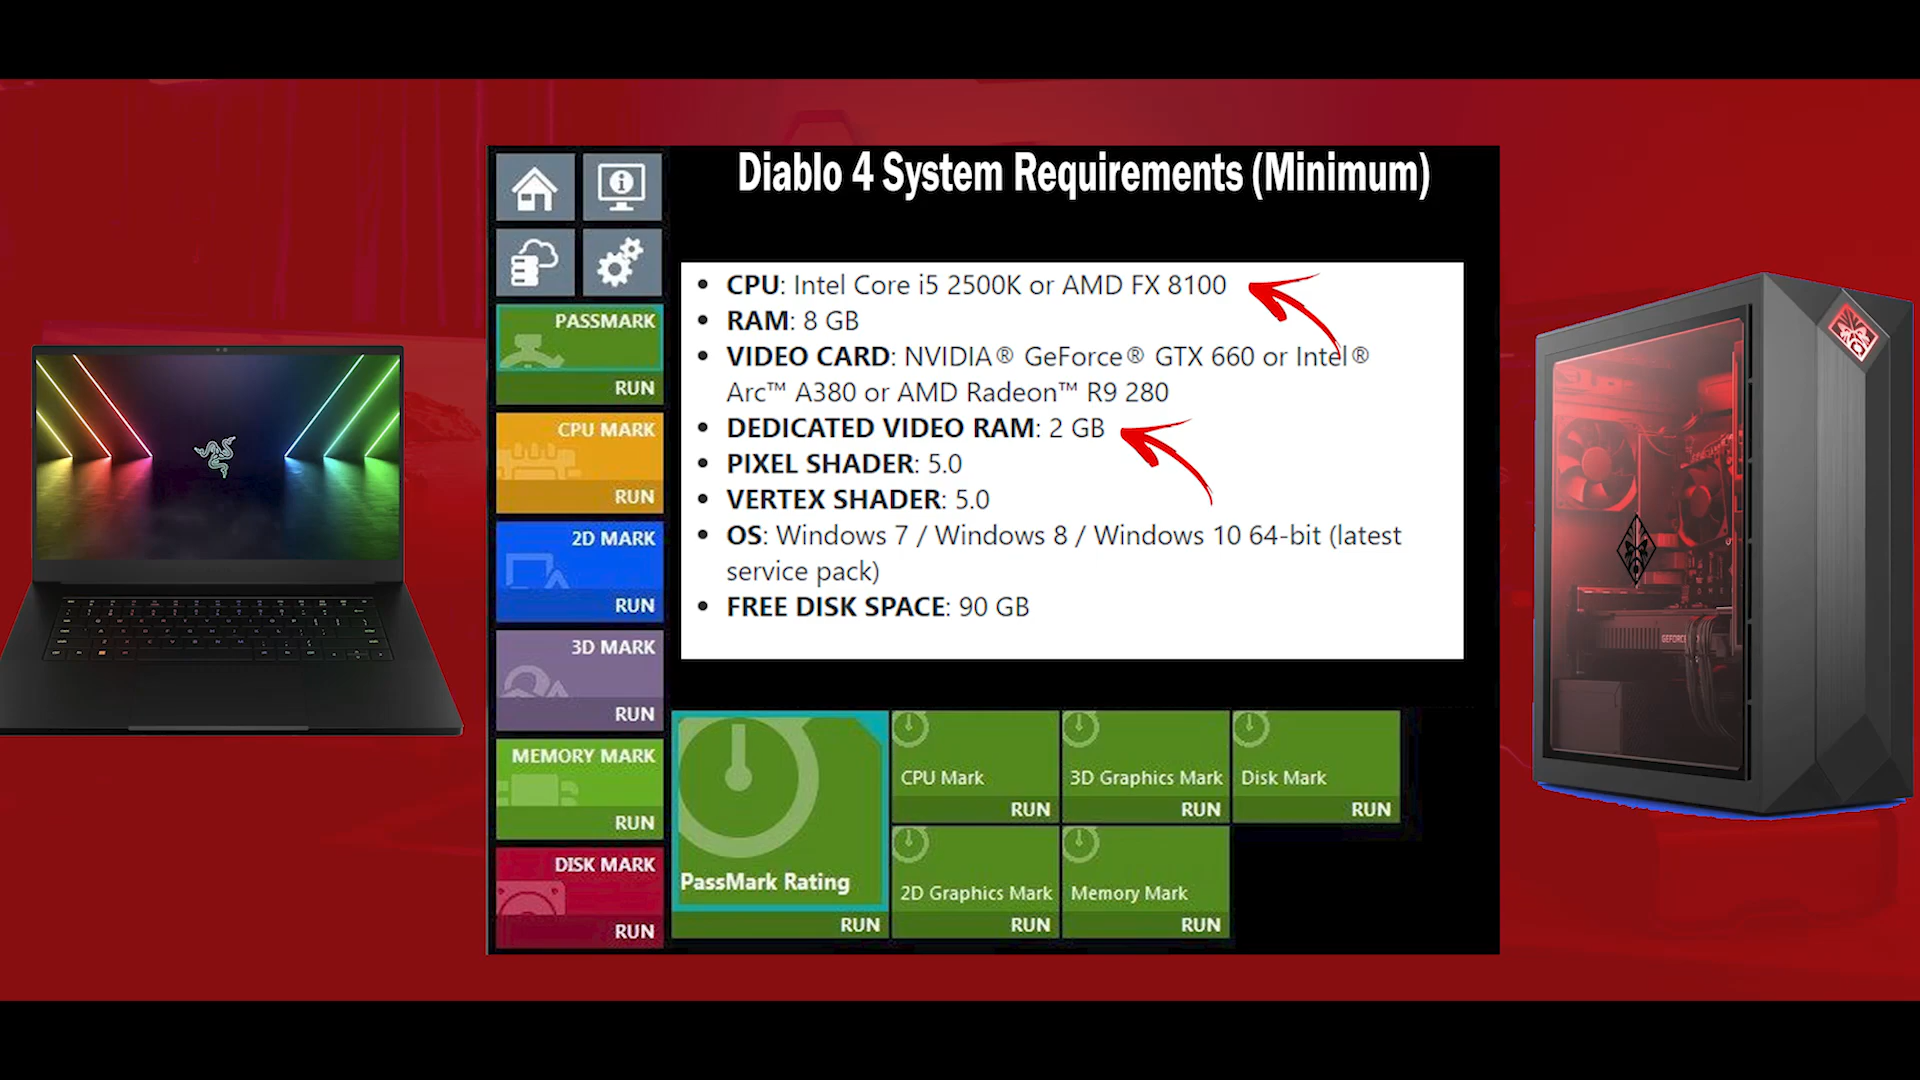 Diablo 4 System Requirements (Minimum)
• CPU: Intel Core i5 2500K or AMD FX 8100
• RAM: 8 GB
• VIDEO CARD: NVIDIA® GeForce® GTX 660 or Intel®
Arc™ A380 or AMD Radeon™ R9 280
• DEDICATED VIDEO RAM: 2 GB
• PIXEL SHADER: 5.0
• VERTEX SHADER: 5.0
• OS: Windows 7 / Windows 8 / Windows 10 64-bit (latest
service pack)
• FREE DISK SPACE: 90 GB
PASSMARK
RUN
CPU MARK
RUN
2D MARK
RUN
3D MARK
RUN
MEMORY MARK
RUN
DISK MARK
RUN
PassMark Rating
RUN
CPU Mark
RUN
3D Graphics Mark
RUN
Disk Mark
RUN
2D Graphics Mark
RUN
Memory Mark
RUN
GEFORCE